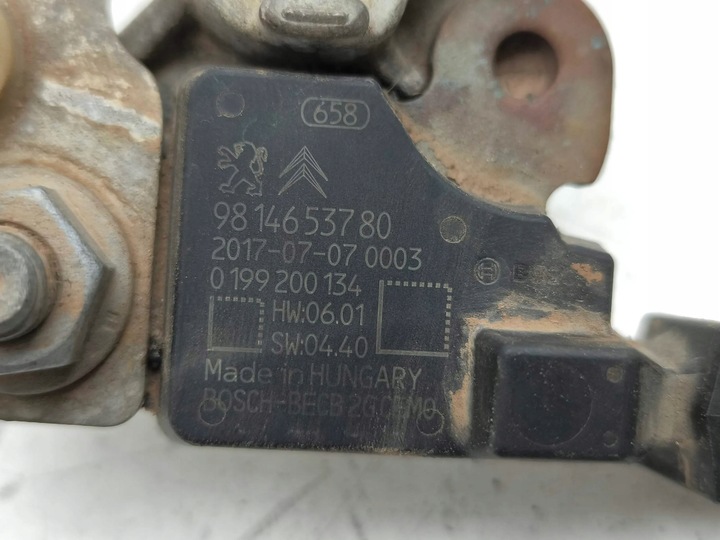 658
98 146 537 80
2017-07-07 0003
0 199 200 134
HW:06.01
SW:04.40
Made in HUNGARY